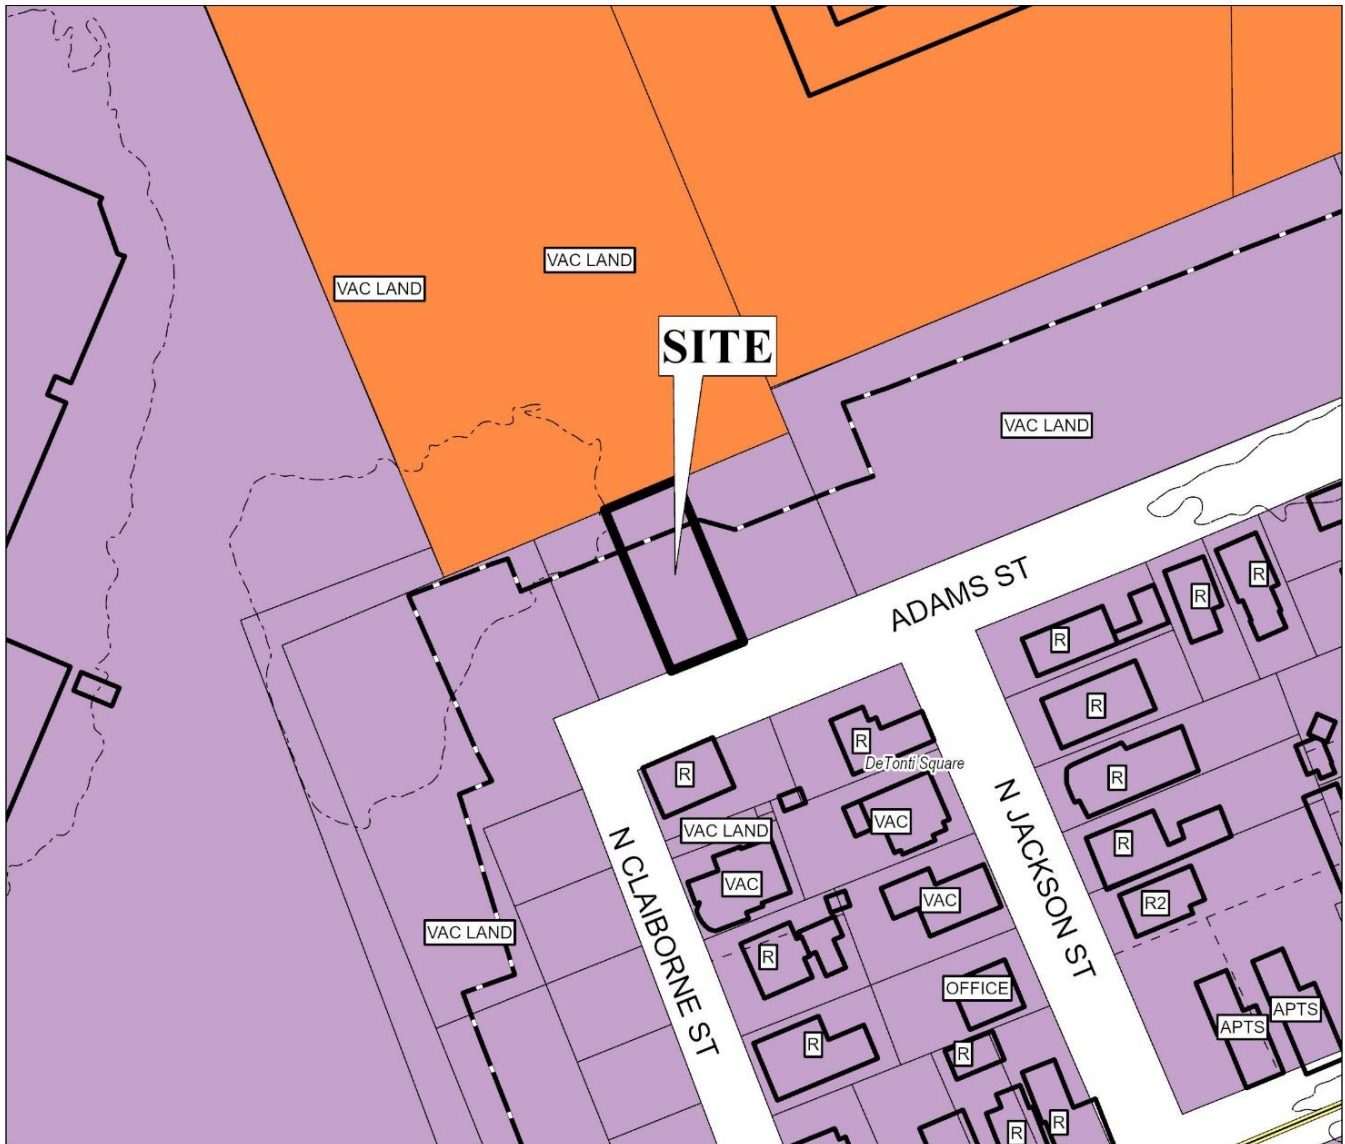 VAC LAND
VAC LAND
SITE
VAC LAND
ADAMS ST
R
R
R
R
R
DeTonti Square
R
R
VAC LAND
VAC
N JACKSON ST
N CLAIBORNE ST
R
VAC
VAC
R2
VAC LAND
R
OFFICE
APTS
APTS
R
R
R
R